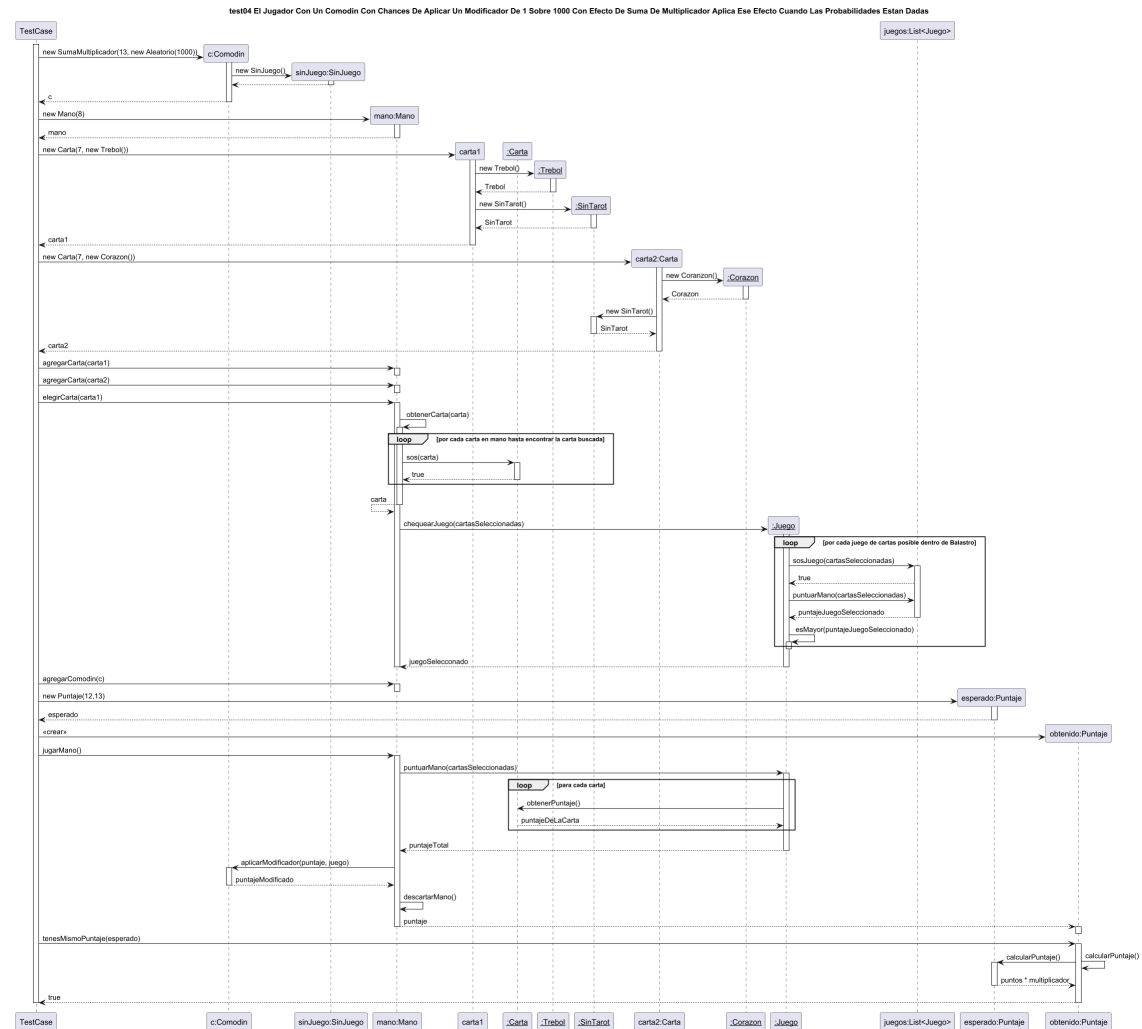 test04 El Jugador Con Un Comodin Con Chances De Aplicar Un Modificador De 1 Sobre 1000 Con Efecto De Suma De Multiplicador Aplica Ese Efecto Cuando Las Probabilidades Estan Dadas
TestCase
juegos:List<Juego>
new SumaMultiplicador(13, new Aleatorio(1000))
c:Comodin
new SinJuego()
sinJuego:SinJuego
c
new Mano(8)
mano:Mano
mano
new Carta(7, new Trebol())
carta1
:Carta
new Trebol()
:Trebol
Trebol
new SinTarot()
:SinTarot
SinTarot
carta1
new Carta(7, new Corazon())
carta2:Carta
new Coranzon()
:Corazon
Corazon
new SinTarot()
SinTarot
carta2
agregarCarta(carta1)
agregarCarta(carta2)
elegirCarta(carta1)
obtenerCarta(carta)
loop [por cada carta en mano hasta encontrar la carta buscada]
sos(carta)
true
carta
chequearJuego(cartasSeleccionadas)
:Juego
loop [por cada juego de cartas posible dentro de Balastro]
sosJuego(cartasSeleccionadas)
true
puntuarMano(cartasSeleccionadas)
puntajeJuegoSeleccionado
esMayor(puntajeJuegoSeleccionado)
juegoSelecconado
agregarComodin(c)
new Puntaje(12,13)
esperado:Puntaje
esperado
«crear»
obtenido:Puntaje
jugarMano()
puntuarMano(cartasSeleccionadas)
loop [para cada carta]
obtenerPuntaje()
puntajeDeLaCarta
puntajeTotal
aplicarModificador(puntaje, juego)
puntajeModificado
descartarMano()
puntaje
tenesMismoPuntaje(esperado)
calcularPuntaje()
calcularPuntaje()
puntos * multiplicador
true
TestCase
c:Comodin
sinJuego:SinJuego
mano:Mano
carta1
:Carta
:Trebol
:SinTarot
carta2:Carta
:Corazon
:Juego
juegos:List<Juego>
esperado:Puntaje
obtenido:Puntaje